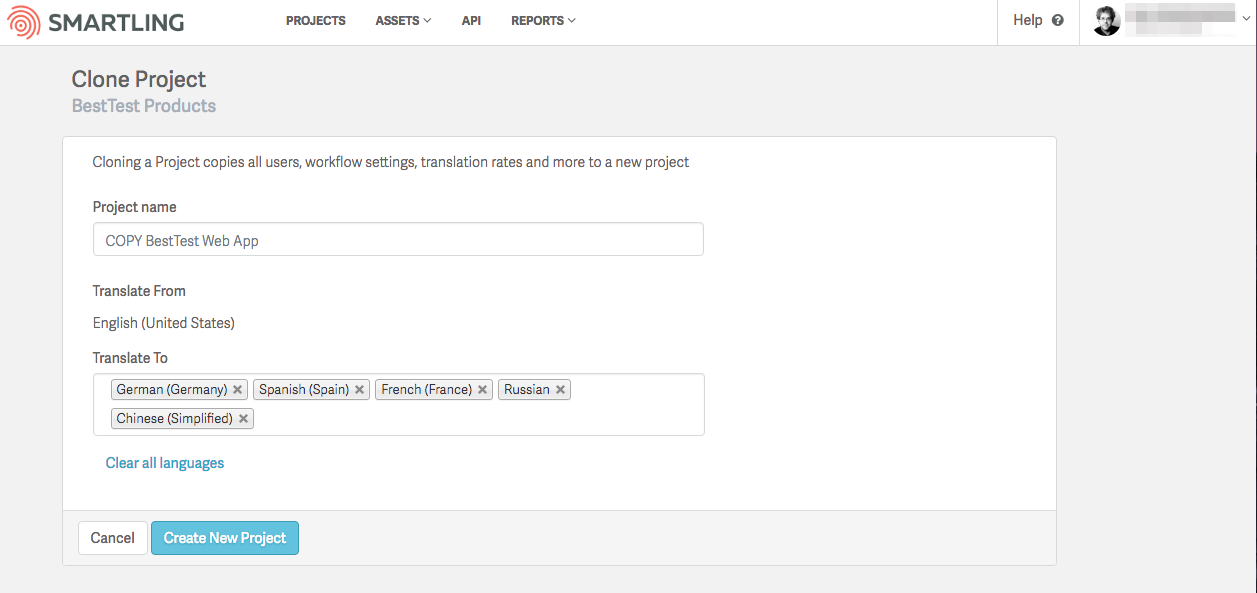 SMARTLING
PROJECTS ASSETS API REPORTS Help
Clone Project
BestTest Products
Cloning a Project copies all users, workflow settings, translation rates and more to a new project
Project name
COPY BestTest Web App
Translate From
English (United States)
Translate To
German (Germany) Spanish (Spain) French (France) Russian
Chinese (Simplified)
Clear all languages
Cancel Create New Project